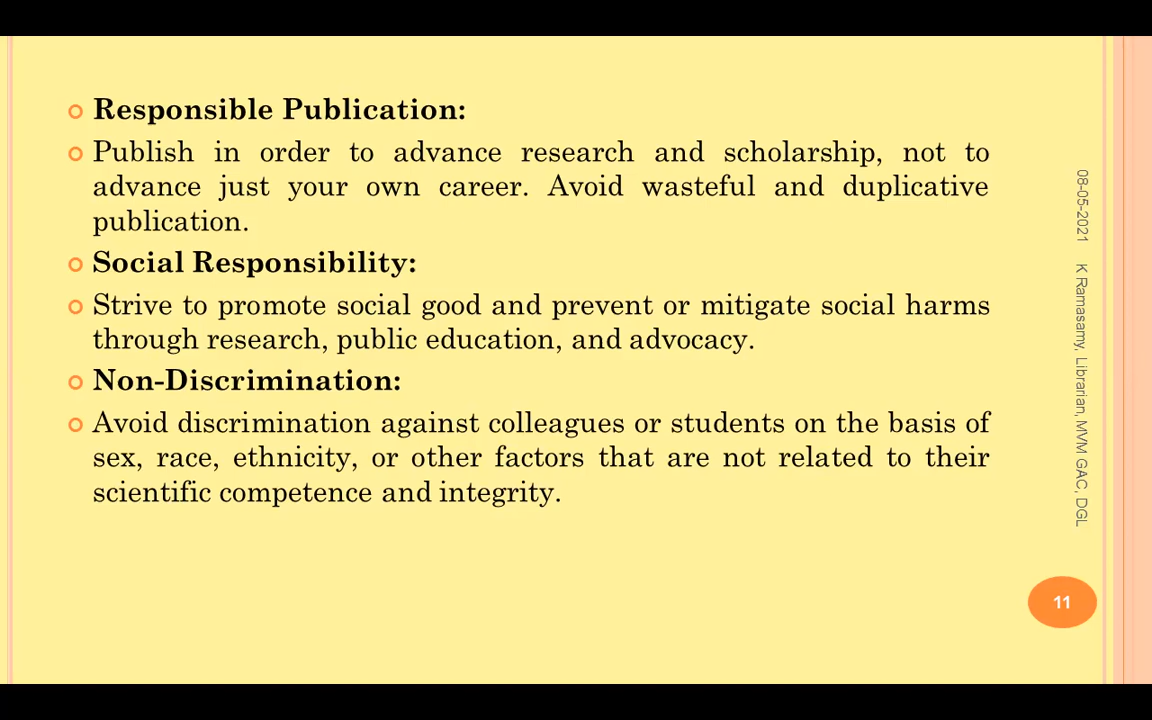 Responsible Publication:
Publish in order to advance research and scholarship, not to
advance just your own career. Avoid wasteful and duplicative
publication.
Social Responsibility:
Strive to promote social good and prevent or mitigate social harms
through research, public education, and advocacy.
Non-Discrimination:
Avoid discrimination against colleagues or students on the basis of
sex, race, ethnicity, or other factors that are not related to their
scientific competence and integrity.
08-05-2021 K Ramasamy, Librarian, MVM GAC, DGL
11